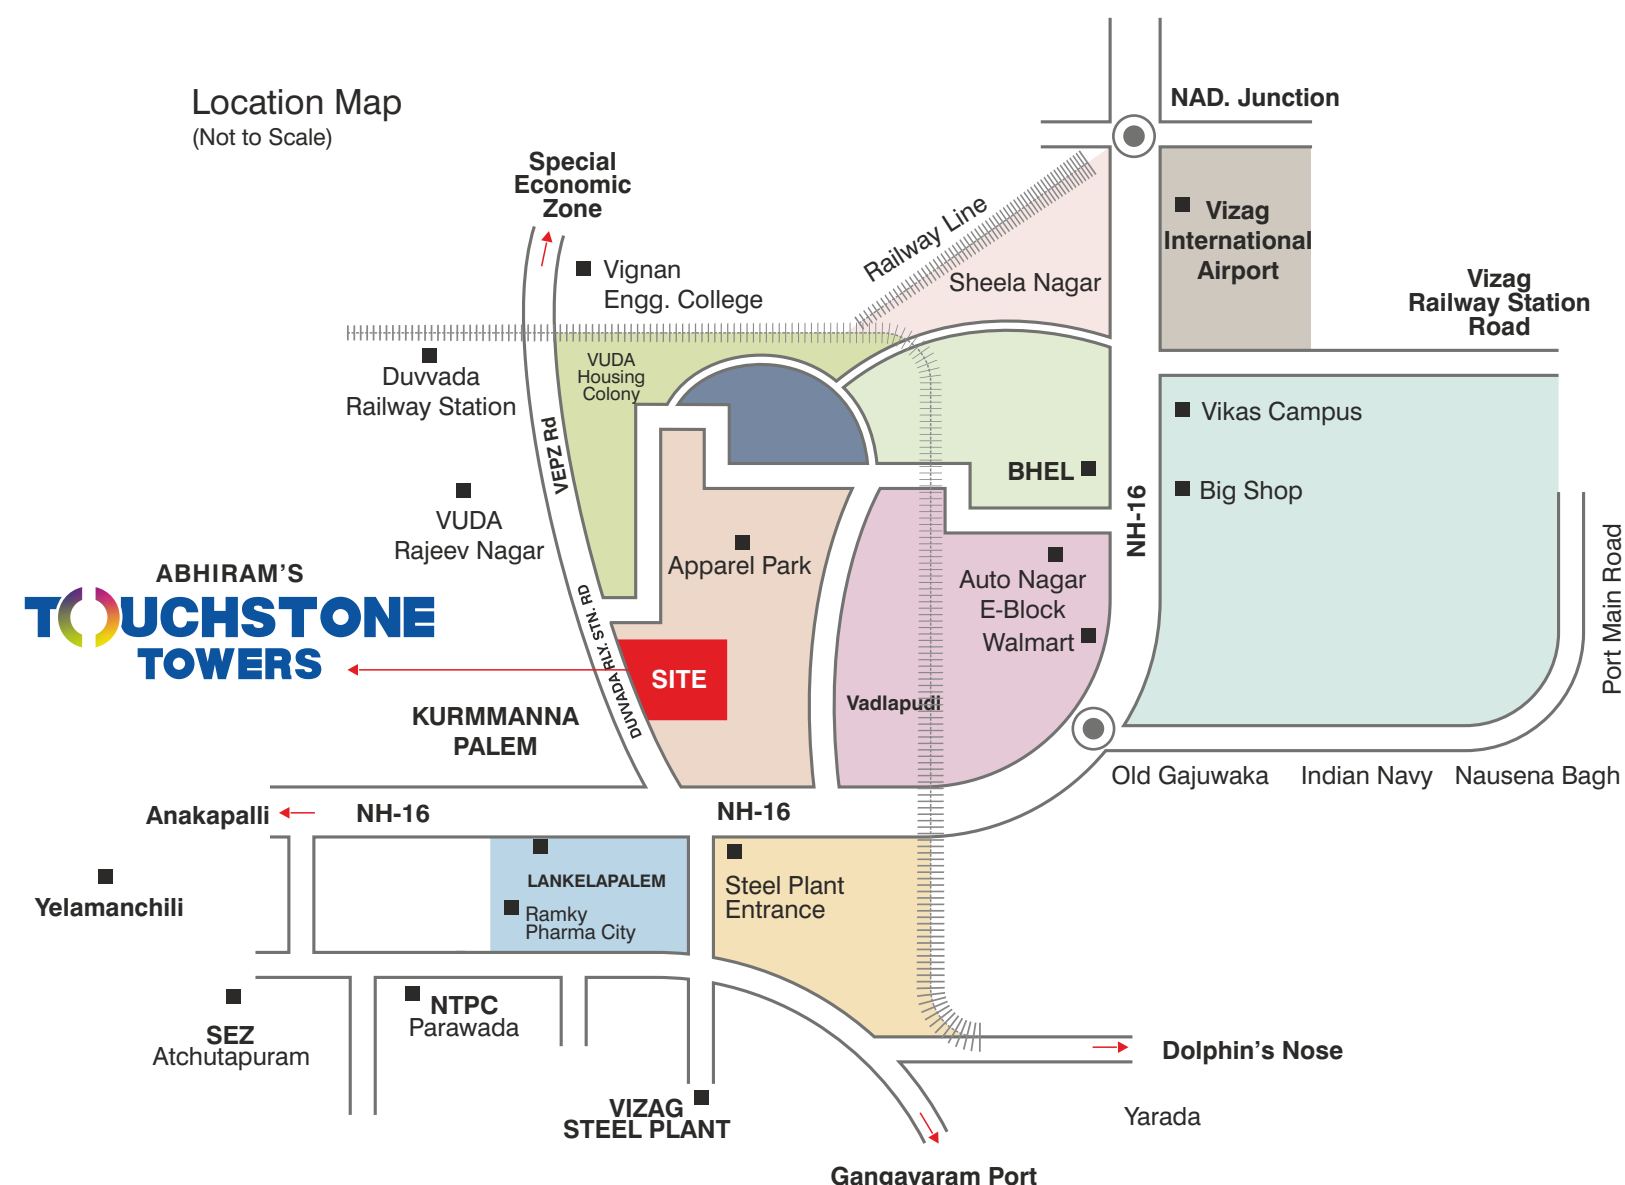 Location Map
(Not to Scale)
NAD. Junction
Special
Economic
Zone
Vizag
International
Airport
Railway Line
Sheela Nagar
Vignan
Engg. College
Vizag
Railway Station
Road
Duvvada
Railway Station
VUDA
Housing
Colony
VEPZ Rd
Vikas Campus
BHEL
Big Shop
NH-16
VUDA
Rajeev Nagar
Apparel Park
Auto Nagar
E-Block
Walmart
Port Main Road
ABHIRAM'S
TOUCHSTONE
TOWERS
DUVVADA RLY. STN. RD
SITE
Vadlapudi
KURMMANNA
PALEM
Old Gajuwaka
Indian Navy
Nausena Bagh
Anakapalli
NH-16
NH-16
Yelamanchili
LANKELAPALEM
Ramky
Pharma City
Steel Plant
Entrance
SEZ
Atchutapuram
NTPC
Parawada
Dolphin's Nose
VIZAG
STEEL PLANT
Yarada
Gangavaram Port